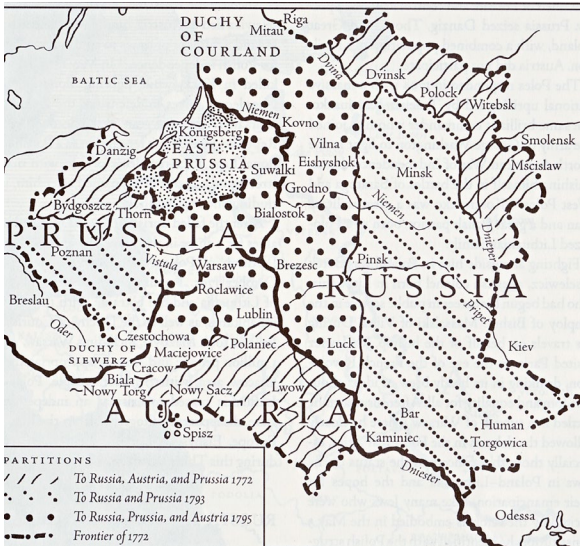 DUCHY
OF
COURLAND
Riga
Mitau
BALTIC SEA
Dvina
Dvinsk
Polock
Witebsk
Niemen
Kovno
Königsberg
EAST
PRUSSIA
Danzig
Vilna
Eishyshok
Smolensk
Mscislaw
Suwalki
Minsk
Grodno
Bydgoszcz
Thorn
Bialostok
Niemen
Dnieper
PRUSSIA
Poznan
Vistula
Warsaw
Brezesc
Pinsk
RUSSIA
Breslau
Roclawice
Pripet
Oder
Lublin
Czestochowa
DUCHY OF
SIEWERZ
Maciejowice
Polaniec
Luck
Kiev
Cracow
Biala
Nowy Torg
Nowy Sacz
Lwow
AUSTRIA
Bar
Human
Spisz
Kaminiec
Torgowica
Dniester
Odessa
PARTITIONS
To Russia, Austria, and Prussia 1772
To Russia and Prussia 1793
To Russia, Prussia, and Austria 1795
Frontier of 1772